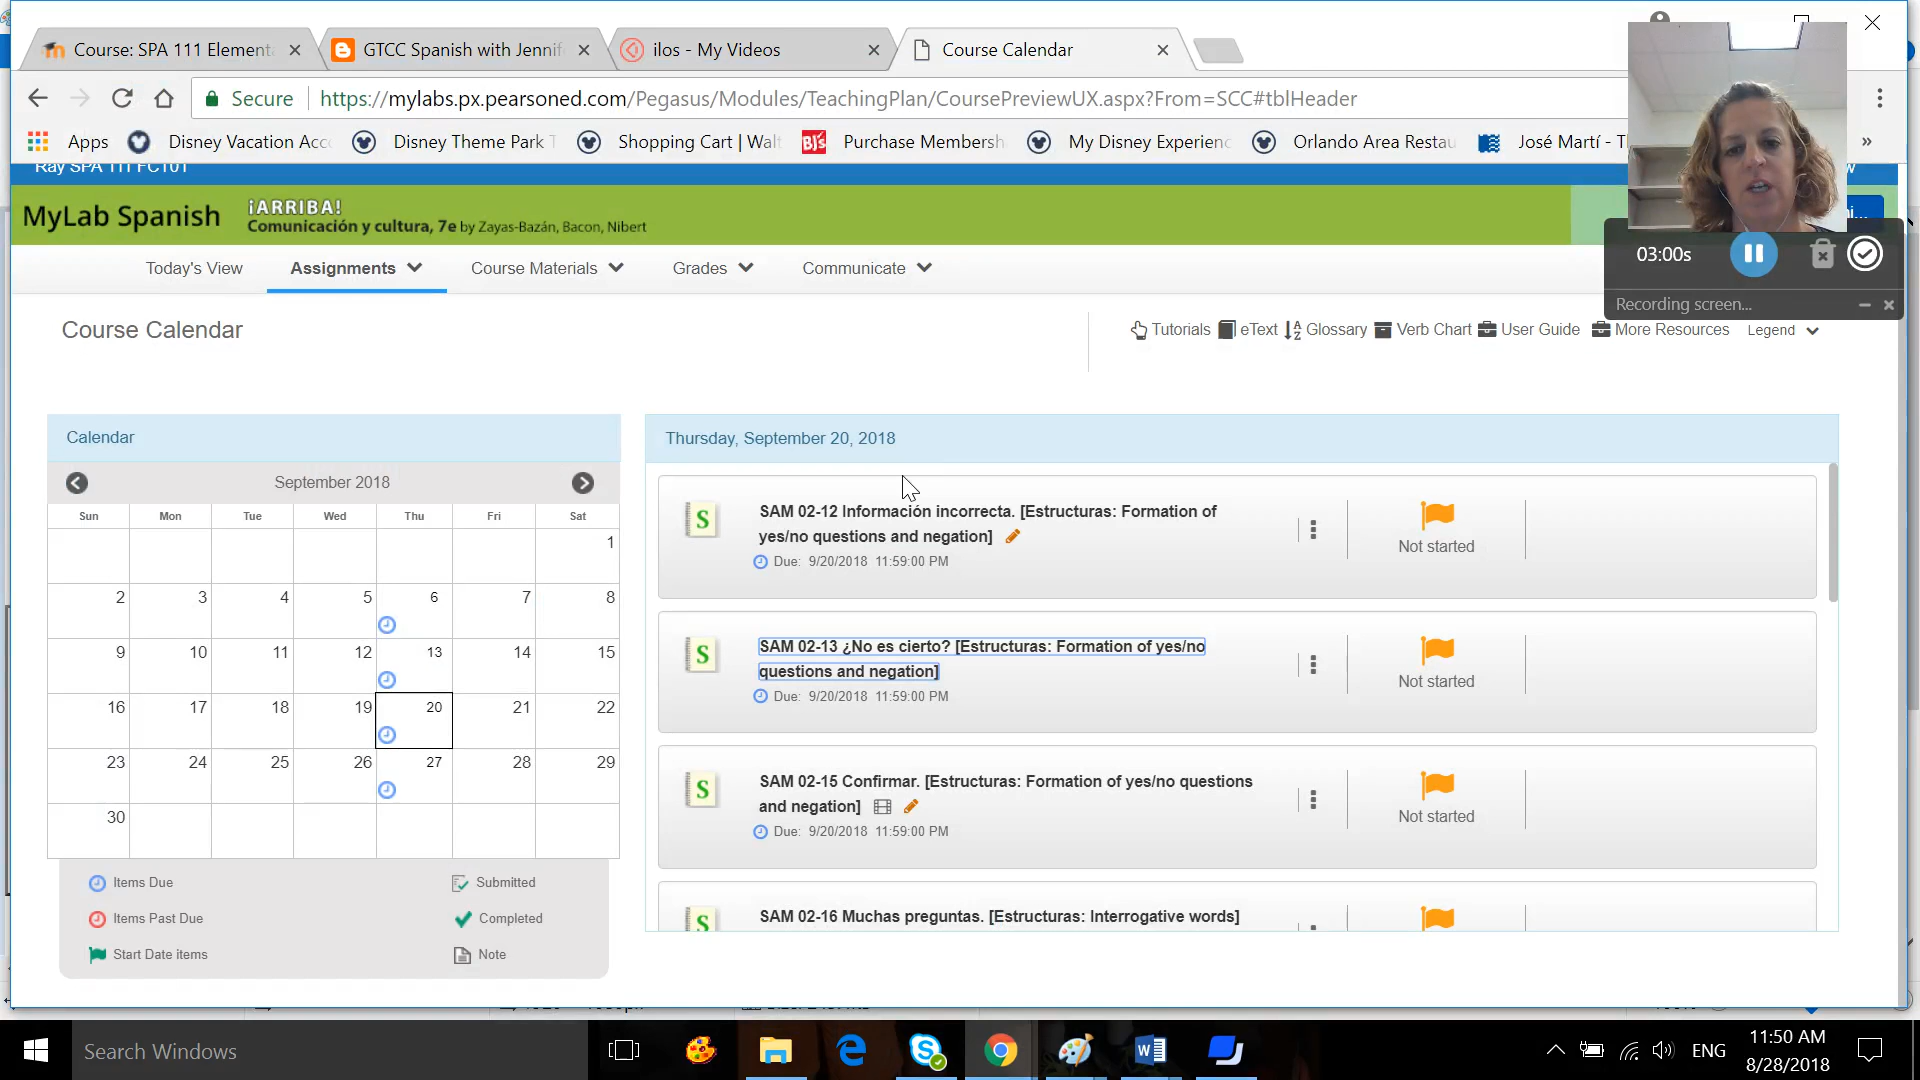 Course: SPA 111 Elementa
GTCC Spanish with Jennif
ilos - My Videos
Course Calendar
Secure
https://mylabs.px.pearsoned.com/Pegasus/Modules/TeachingPlan/CoursePreviewUX.aspx?From=SCC#tblHeader
Apps
Disney Vacation Acc
Disney Theme Park T
Shopping Cart | Walt
BJ's
Purchase Membersh
My Disney Experienc
Orlando Area Restau
José Martí - T
»
Ray SPA 111 FC101
MyLab Spanish
¡ARRIBA!
Comunicación y cultura, 7e by Zayas-Bazán, Bacon, Nibert
03:00s
Recording screen...
Today's View
Assignments
Course Materials
Grades
Communicate
Course Calendar
Tutorials
eText
Glossary
Verb Chart
User Guide
More Resources
Legend
Calendar
September 2018
Sun Mon Tue Wed Thu Fri Sat
1
2 3 4 5 6 7 8
9 10 11 12 13 14 15
16 17 18 19 20 21 22
23 24 25 26 27 28 29
30
Items Due
Submitted
Items Past Due
Completed
Start Date items
Note
Thursday, September 20, 2018
SAM 02-12 Información incorrecta. [Estructuras: Formation of
yes/no questions and negation]
Due: 9/20/2018 11:59:00 PM
Not started
SAM 02-13 ¿No es cierto? [Estructuras: Formation of yes/no
questions and negation]
Due: 9/20/2018 11:59:00 PM
Not started
SAM 02-15 Confirmar. [Estructuras: Formation of yes/no questions
and negation]
Due: 9/20/2018 11:59:00 PM
Not started
SAM 02-16 Muchas preguntas. [Estructuras: Interrogative words]
Search Windows
ENG
11:50 AM
8/28/2018